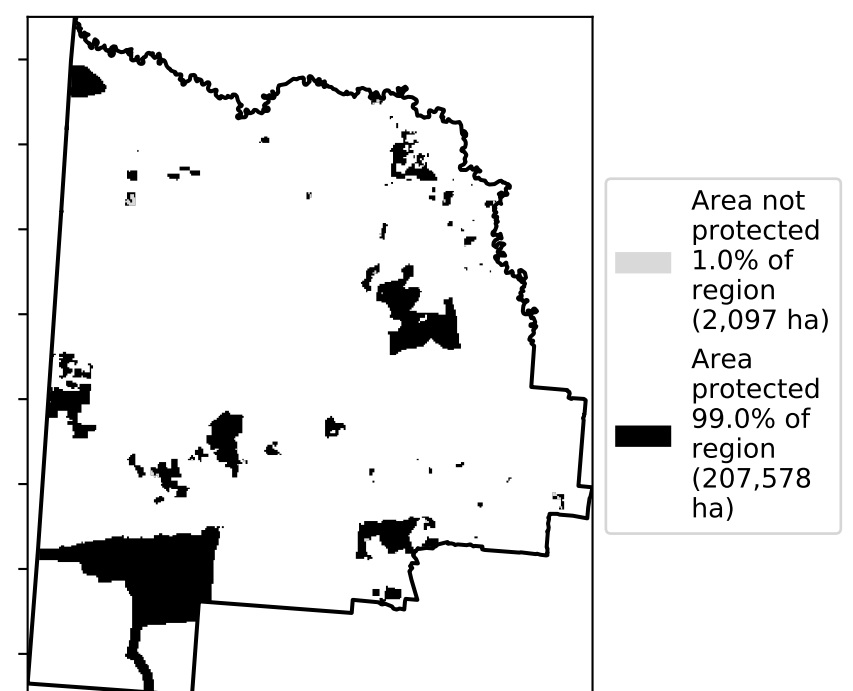 Area not
protected
1.0% of
region
(2,097 ha)
Area
protected
99.0% of
region
(207,578
ha)